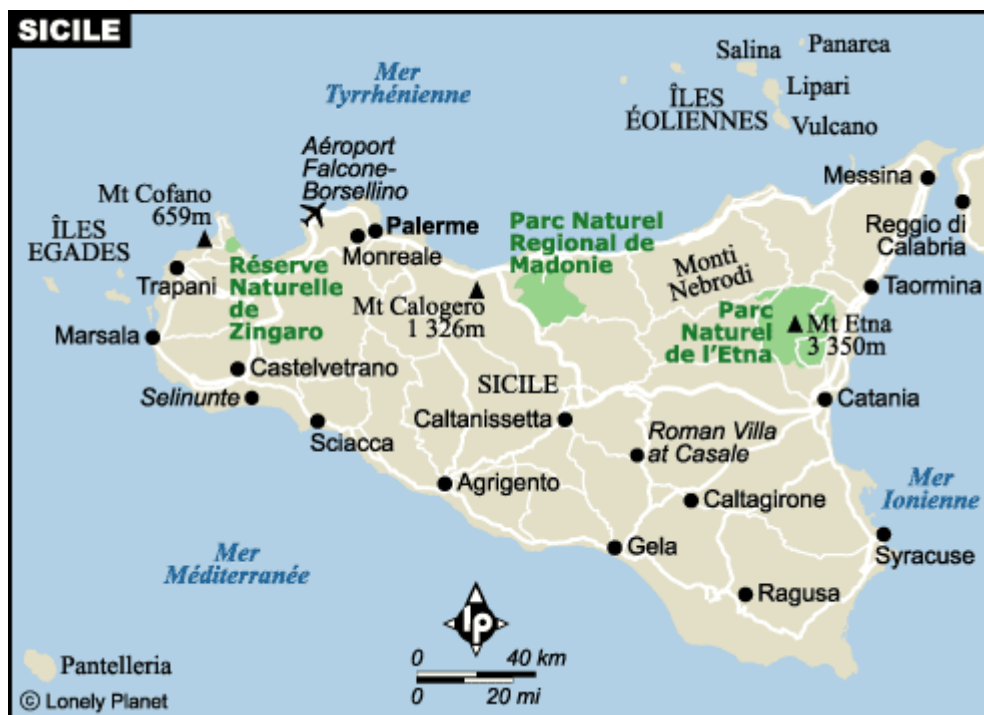 SICILE
Salina
Panarea
Mer
Tyrrhénienne
Lipari
ÎLES
ÉOLIENNES
Vulcano
Aéroport
Falcone-
Borsellino
Messina
Mt Cofano
659m
ÎLES
EGADES
Palerme
Monreale
Parc Naturel
Regional de
Madonie
Reggio di
Calabria
Monti
Nebrodi
Trapani
Réserve
Naturelle
de
Zingaro
Mt Calogero
1 326m
Taormina
Parc
Naturel
de l'Etna
Mt Etna
3 350m
Marsala
Castelvetrano
SICILE
Selinunte
Catania
Caltanissetta
Sciacca
Roman Villa
at Casale
Agrigento
Caltagirone
Mer
Ionienne
Gela
Syracuse
Mer
Méditerranée
Ragusa
lp
Pantelleria
0 40 km
0 20 mi
© Lonely Planet